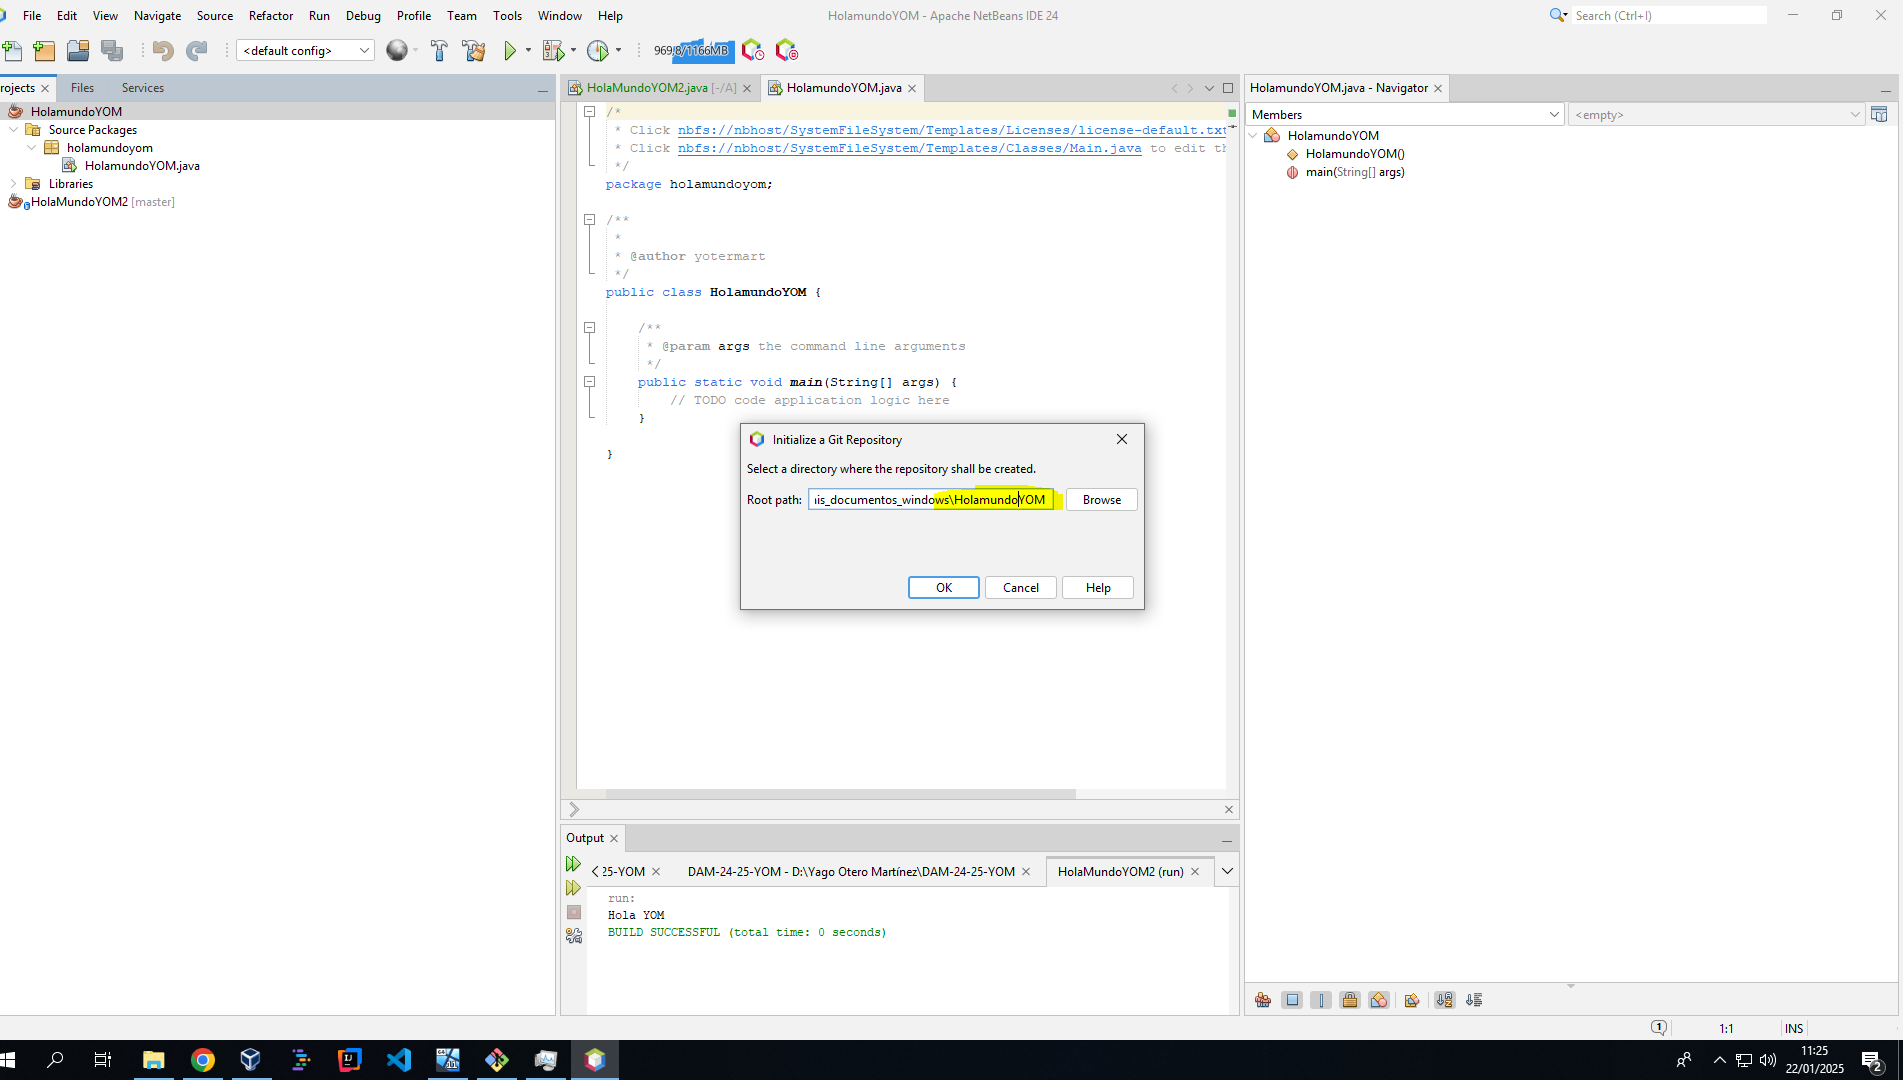 File Edit View Navigate Source Refactor Run Debug Profile Team Tools Window Help
HolamundoYOM - Apache NetBeans IDE 24
Search (Ctrl+I)
<default config>
969,8/1166MB
rojects Files Services
HolamundoYOM
Source Packages
holamundoyom
HolamundoYOM.java
Libraries
HolaMundoYOM2 [master]
HolaMundoYOM2.java [-/A] HolamundoYOM.java
/*
* Click nbfs://nbhost/SystemFileSystem/Templates/Licenses/license-default.txt
* Click nbfs://nbhost/SystemFileSystem/Templates/Classes/Main.java to edit th
*/
package holamundoyom;
/**
*
* @author yotermart
*/
public class HolamundoYOM {
/**
* @param args the command line arguments
*/
public static void main(String[] args) {
// TODO code application logic here
}
}
Initialize a Git Repository
Select a directory where the repository shall be created.
Root path: is_documentos_windows\HolamundoYOM Browse
OK Cancel Help
HolamundoYOM.java - Navigator
Members <empty>
HolamundoYOM
HolamundoYOM()
main(String[] args)
Output
25-YOM DAM-24-25-YOM - D:\Yago Otero Martínez\DAM-24-25-YOM HolaMundoYOM2 (run)
run:
Hola YOM
BUILD SUCCESSFUL (total time: 0 seconds)
1 1:1 INS
11:25
22/01/2025
2